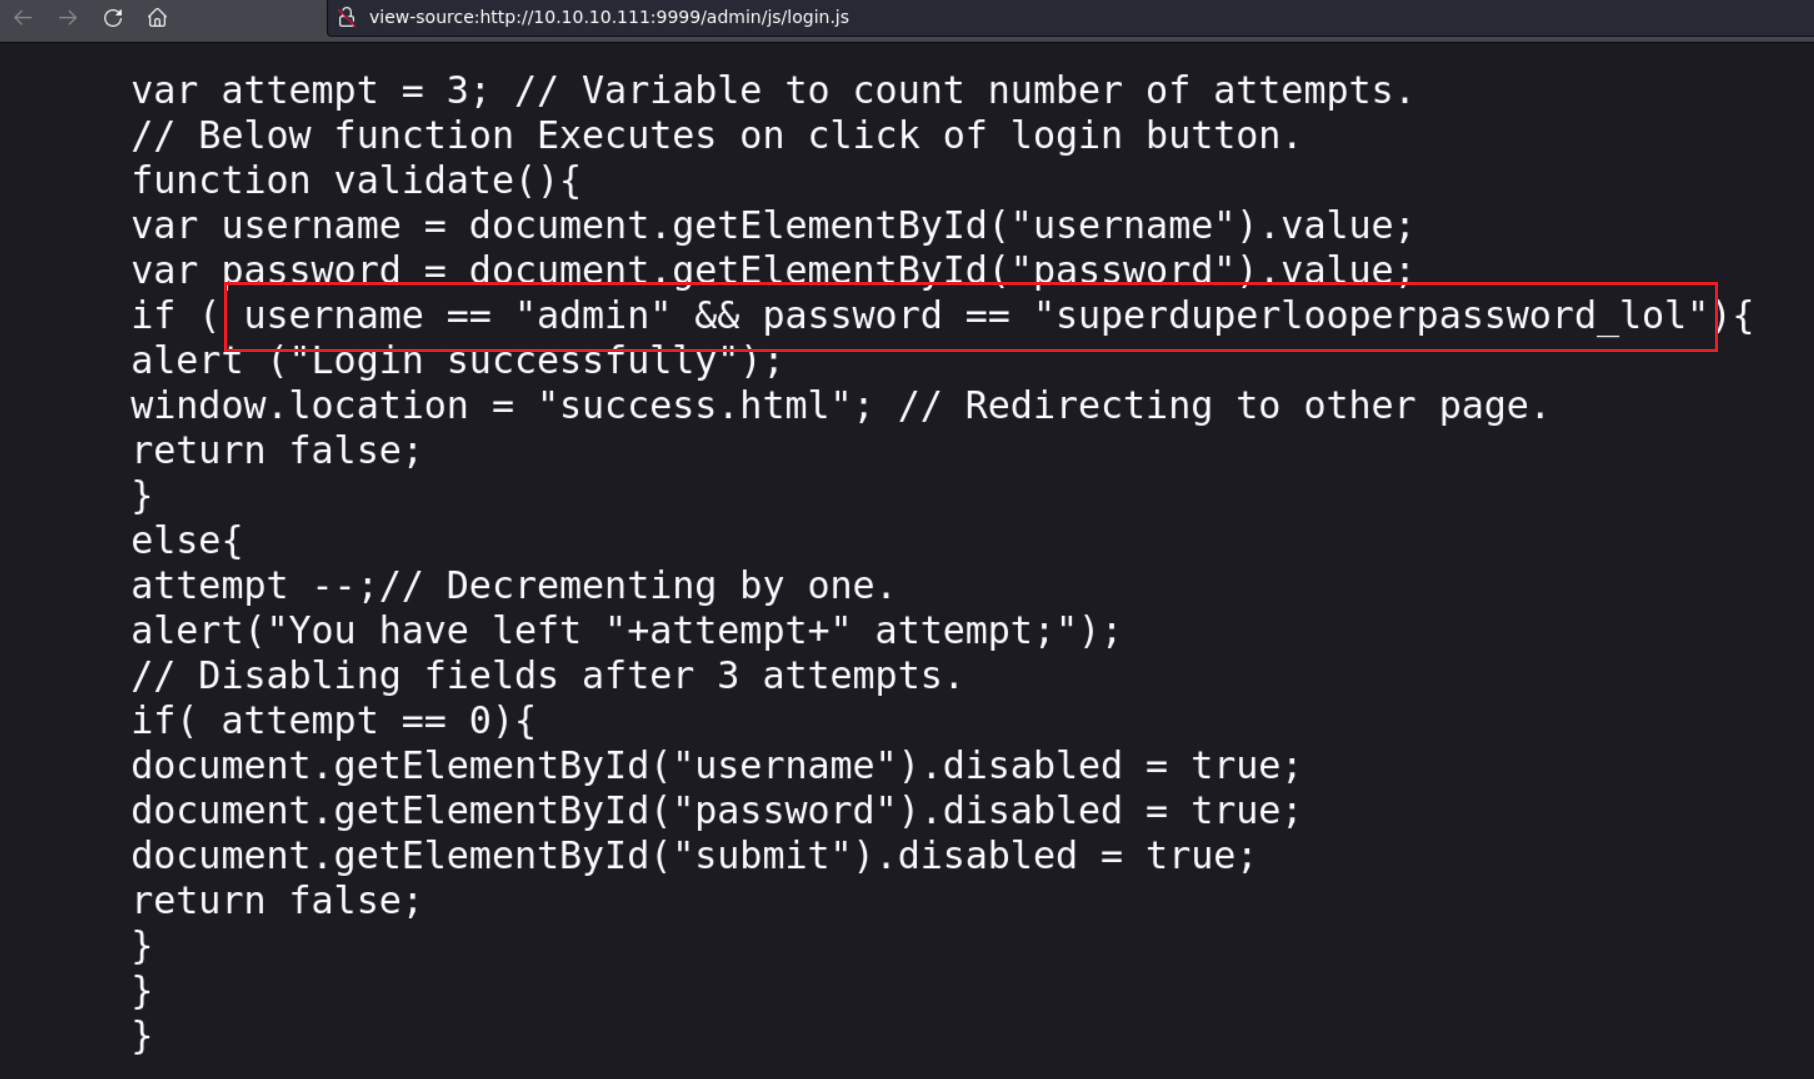 view-source:http://10.10.10.111:9999/admin/js/login.js
var attempt = 3; // Variable to count number of attempts.
// Below function Executes on click of login button.
function validate(){
var username = document.getElementById("username").value;
var password = document.getElementById("password").value;
if ( username == "admin" && password == "superduperlooperpassword_lol"){
alert ("Login successfully");
window.location = "success.html"; // Redirecting to other page.
return false;
}
else{
attempt --;// Decrementing by one.
alert("You have left "+attempt+" attempt;");
// Disabling fields after 3 attempts.
if( attempt == 0){
document.getElementById("username").disabled = true;
document.getElementById("password").disabled = true;
document.getElementById("submit").disabled = true;
return false;
}
}
}